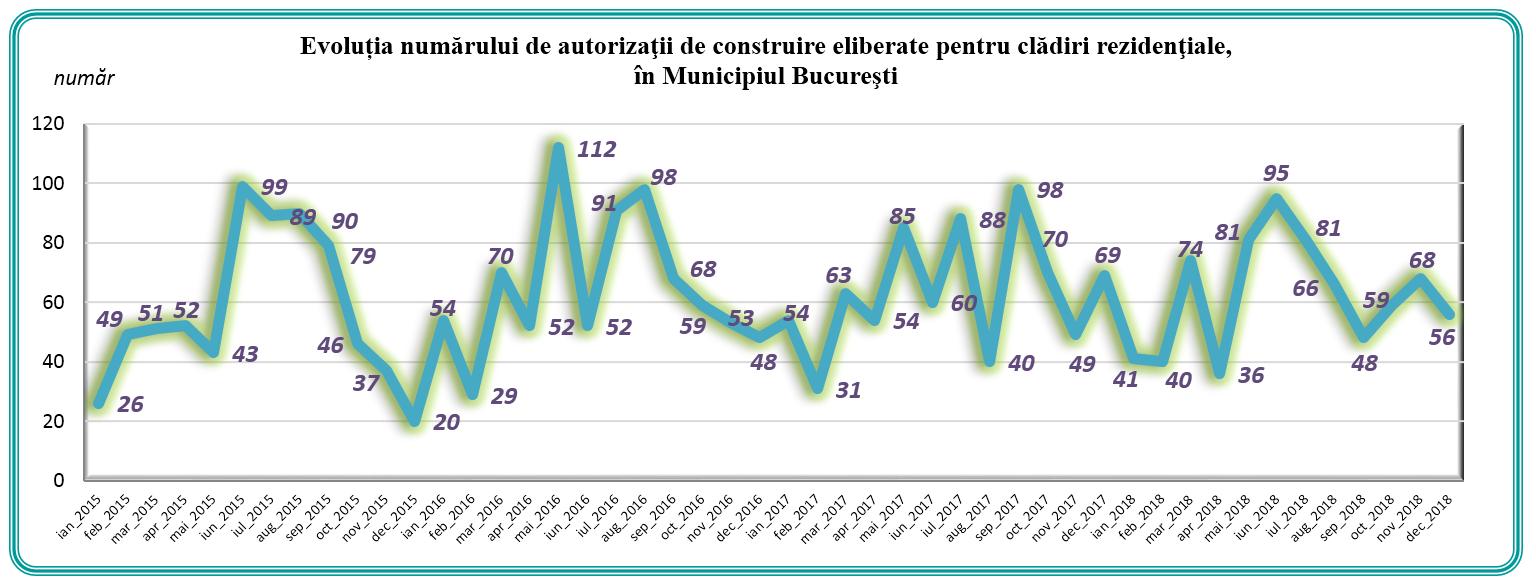 Evoluția numărului de autorizaţii de construire eliberate pentru clădiri rezidenţiale,
în Municipiul Bucureşti
număr
120
100
80
60
40
20
0
26
49
51
52
43
99
89
90
79
46
37
20
54
29
70
52
112
52
91
98
68
59
53
48
54
31
63
54
85
60
88
40
98
70
49
69
41
40
74
36
81
95
81
66
48
59
68
56
ian_2015
feb_2015
mar_2015
apr_2015
mai_2015
iun_2015
iul_2015
aug_2015
sep_2015
oct_2015
nov_2015
dec_2015
ian_2016
feb_2016
mar_2016
apr_2016
mai_2016
iun_2016
iul_2016
aug_2016
sep_2016
oct_2016
nov_2016
dec_2016
ian_2017
feb_2017
mar_2017
apr_2017
mai_2017
iun_2017
iul_2017
aug_2017
sep_2017
oct_2017
nov_2017
dec_2017
ian_2018
feb_2018
mar_2018
apr_2018
mai_2018
iun_2018
iul_2018
aug_2018
sep_2018
oct_2018
nov_2018
dec_2018